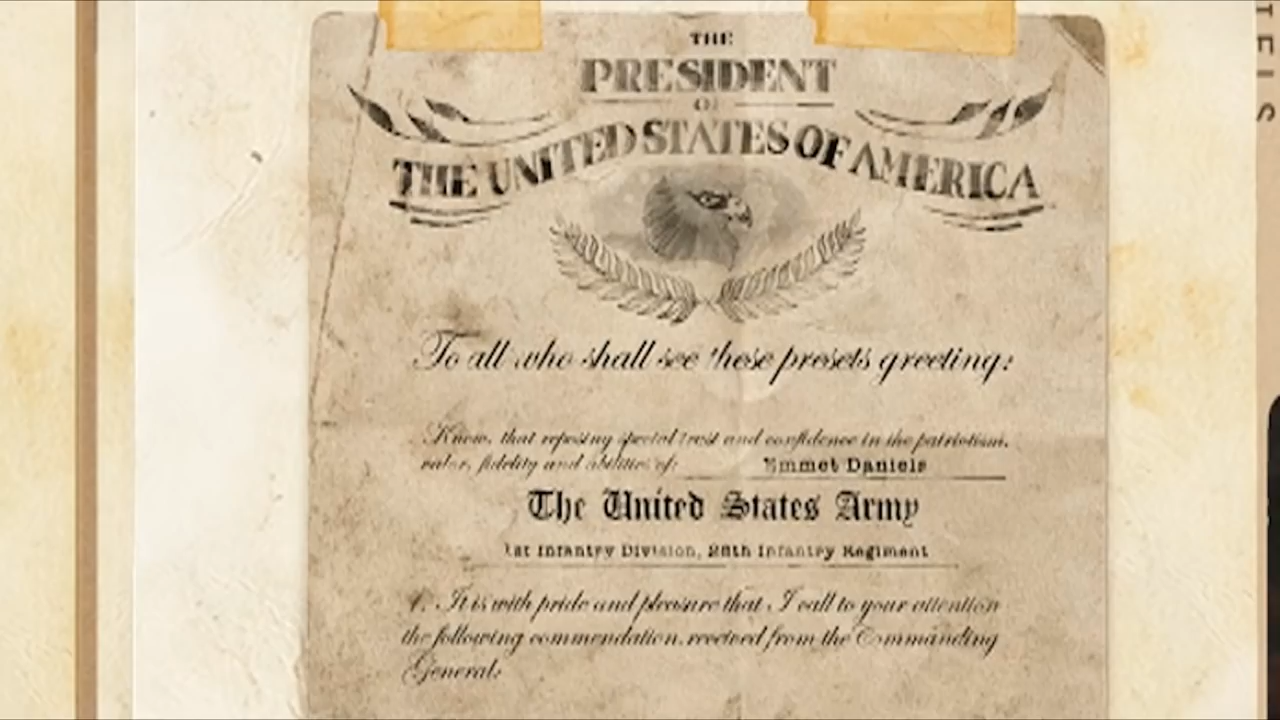 THE
PRESIDENT
OF
THE UNITED STATES OF AMERICA
To all who shall see these presets greeting:
Know, that reposing special trust and confidence in the patriotism,
valor, fidelity and abilities of: Emmet Daniels
The United States Army
1st Infantry Division, 28th Infantry Regiment
1. It is with pride and pleasure that I call to your attention
the following commendation, received from the Commanding
General: